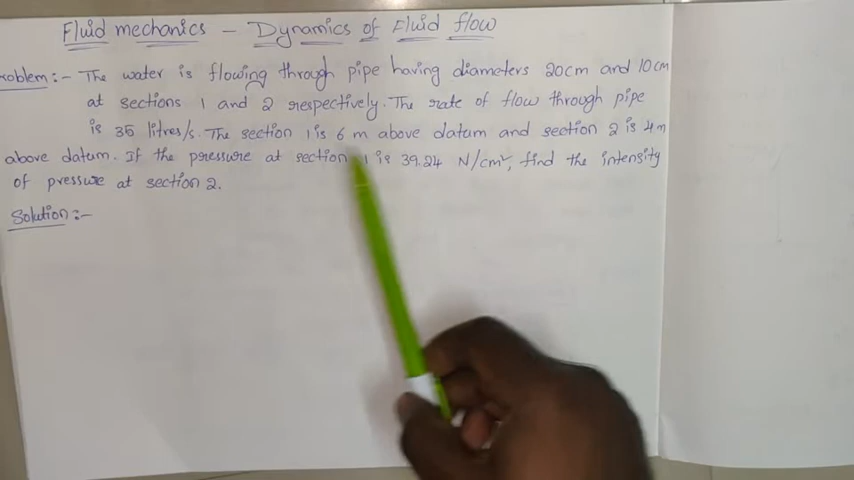 Fluid mechanics - Dynamics of Fluid flow
roblem:- The water is flowing through pipe having diameters 20cm and 10cm
at sections 1 and 2 respectively. The rate of flow through pipe
is 35 litres/s. The section 1 is 6 m above datum and section 2 is 4m
above datum. If the pressure at section 1 is 39.24 N/cm², find the intensity
of pressure at section 2.
Solution:-